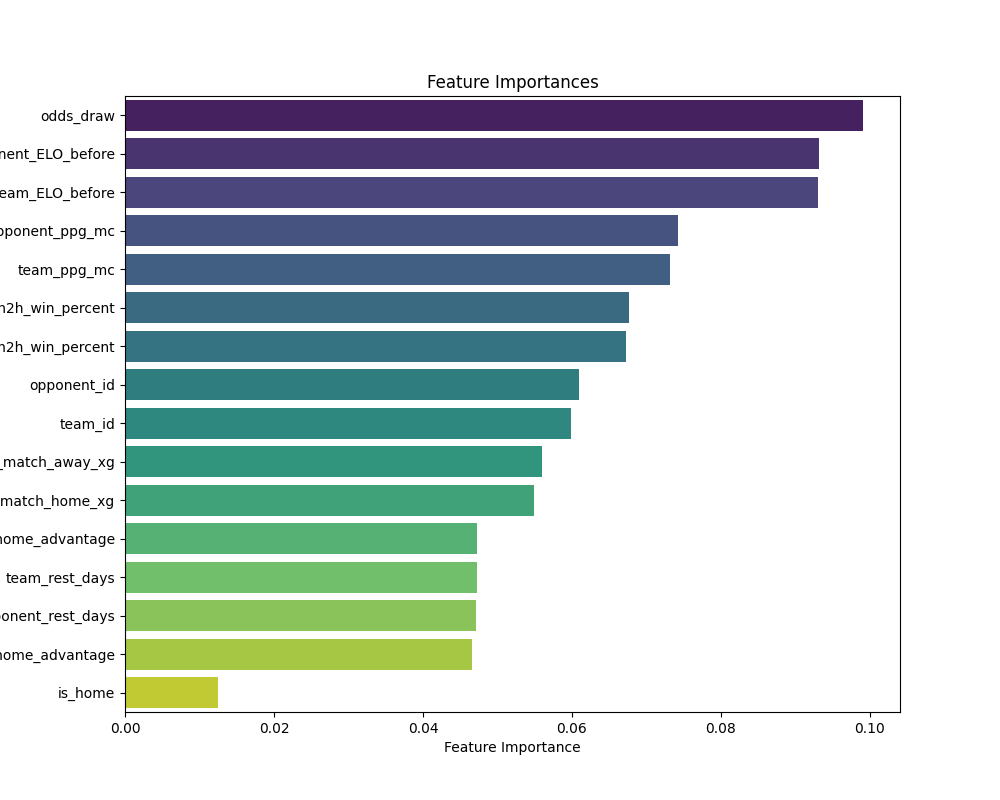 Feature Importances
odds_draw
nent_ELO_before
eam_ELO_before
pponent_ppg_mc
team_ppg_mc
h2h_win_percent
h2h_win_percent
opponent_id
team_id
_match_away_xg
match_home_xg
home_advantage
team_rest_days
ponent_rest_days
home_advantage
is_home
0.00 0.02 0.04 0.06 0.08 0.10
Feature Importance